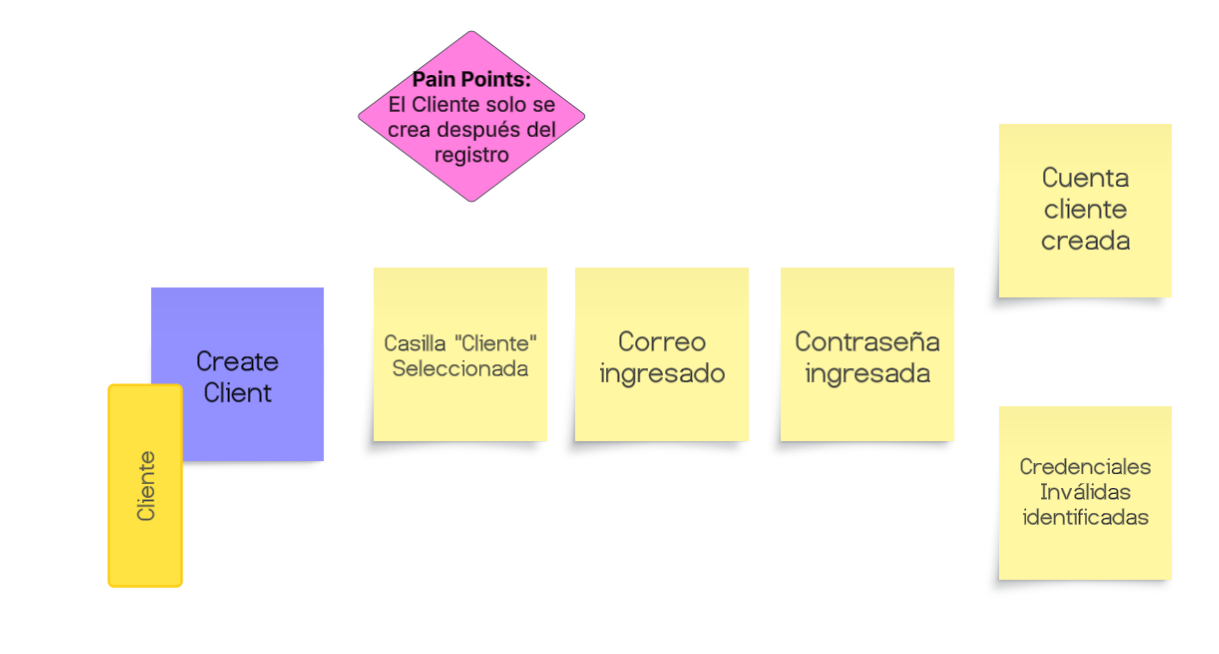 Pain Points:
El Cliente solo se
crea después del
registro
Cuenta
cliente
creada
Create
Client
Cliente
Casilla "Cliente"
Seleccionada
Correo
ingresado
Contraseña
ingresada
Credenciales
Inválidas
identificadas